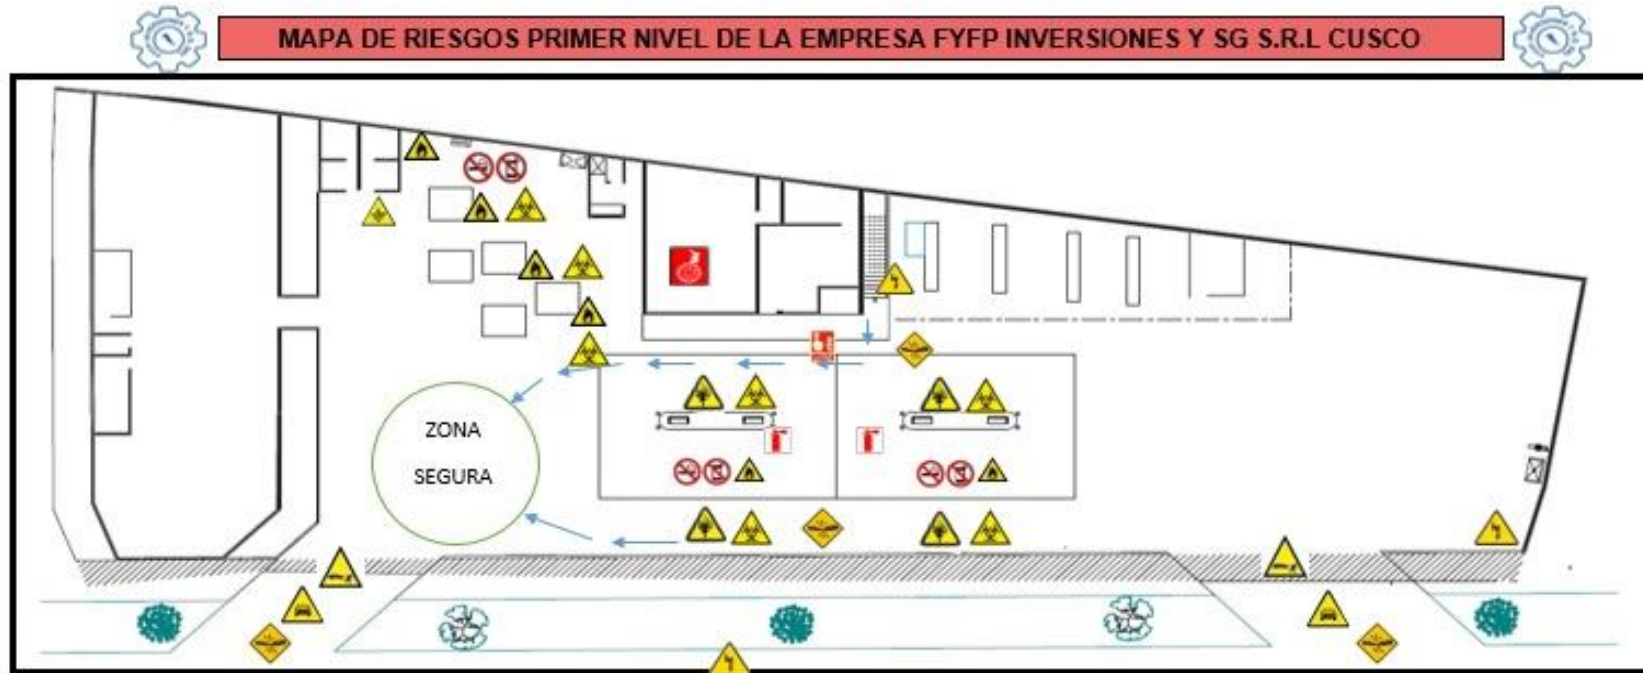 MAPA DE RIESGOS PRIMER NIVEL DE LA EMPRESA FYFP INVERSIONES Y SG S.R.L CUSCO
ZONA
SEGURA